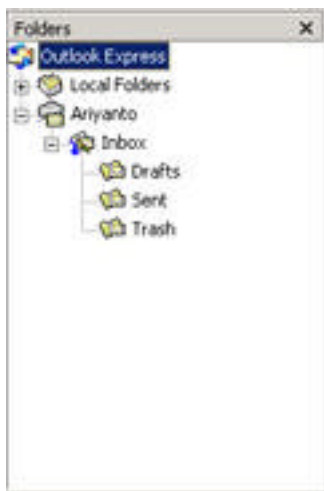 Folders
Outlook Express
Local Folders
Ariyanto
Inbox
Drafts
Sent
Trash